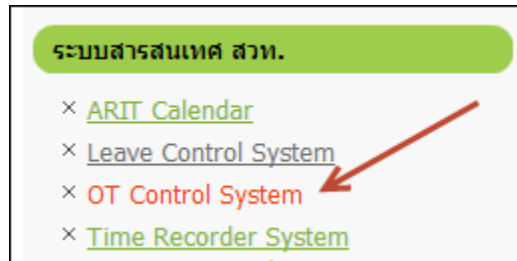 ระบบสารสนเทศ สวท.
ARIT Calendar
Leave Control System
OT Control System
Time Recorder System